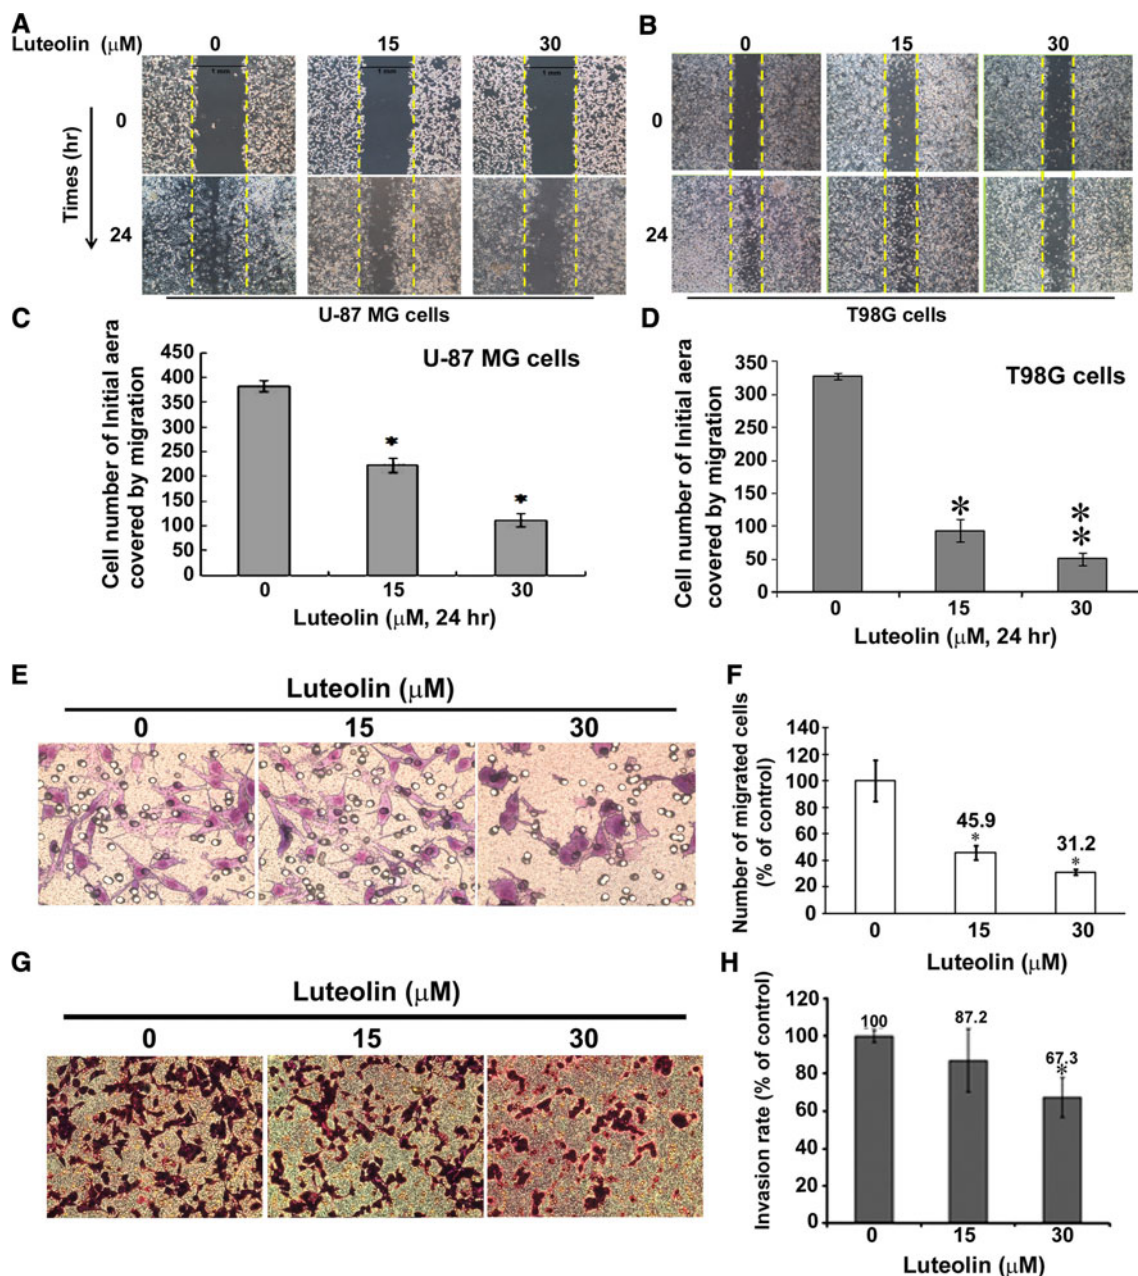 A
Luteolin (μM) 0 15 30
1 mm 1 mm 1 mm
Times (hr)
0
24
U-87 MG cells
B
0 15 30
0
24
T98G cells
C
U-87 MG cells
Cell number of Initial aera
covered by migration
450
400
350
300
250
200
150
100
50
0
*
*
0 15 30
Luteolin (μM, 24 hr)
D
T98G cells
Cell number of Initial aera
covered by migration
350
300
250
200
150
100
50
0
*
*
*
0 15 30
Luteolin (μM, 24 hr)
E
Luteolin (μM)
0 15 30
F
Number of migrated cells
(% of control)
140
120
100
80
60
40
20
0
45.9
*
31.2
*
0 15 30
Luteolin (μM)
G
Luteolin (μM)
0 15 30
H
Invasion rate (% of control)
120
100
80
60
40
20
0
100
87.2
67.3
*
0 15 30
Luteolin (μM)